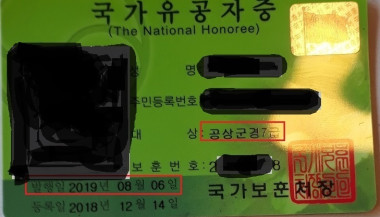 국가유공자증
(The National Honoree)
성 명
주민등록번호
대 상: 공상군경7급
보훈번호: 2 8
발행일 2019년 08월 06일
등록일 2018년 12월 14일
국가보훈처장